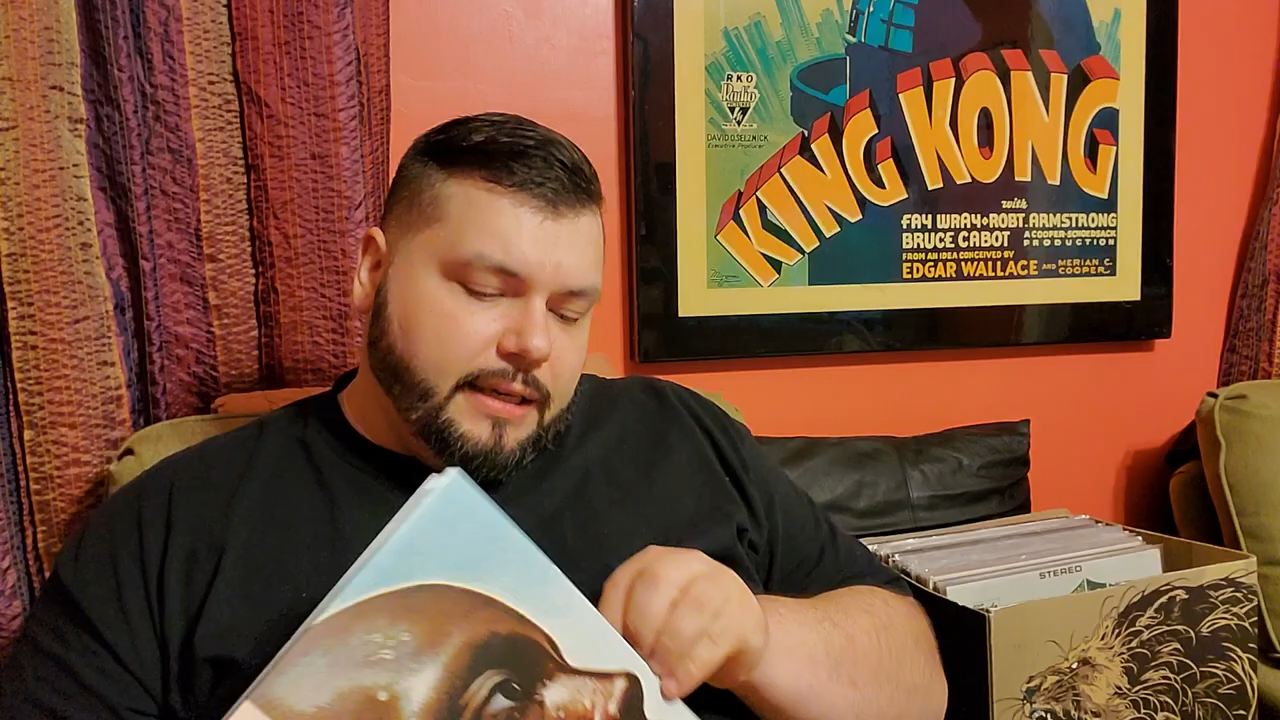 RKO
Radio
PICTURES
DAVID O. SELZNICK
Executive Producer
KING KONG
with
FAY WRAY • ROBT. ARMSTRONG
BRUCE CABOT
A COOPER-SCHOEDSACK
PRODUCTION
FROM AN IDEA CONCEIVED BY
EDGAR WALLACE AND MERIAN C.
COOPER
STEREO